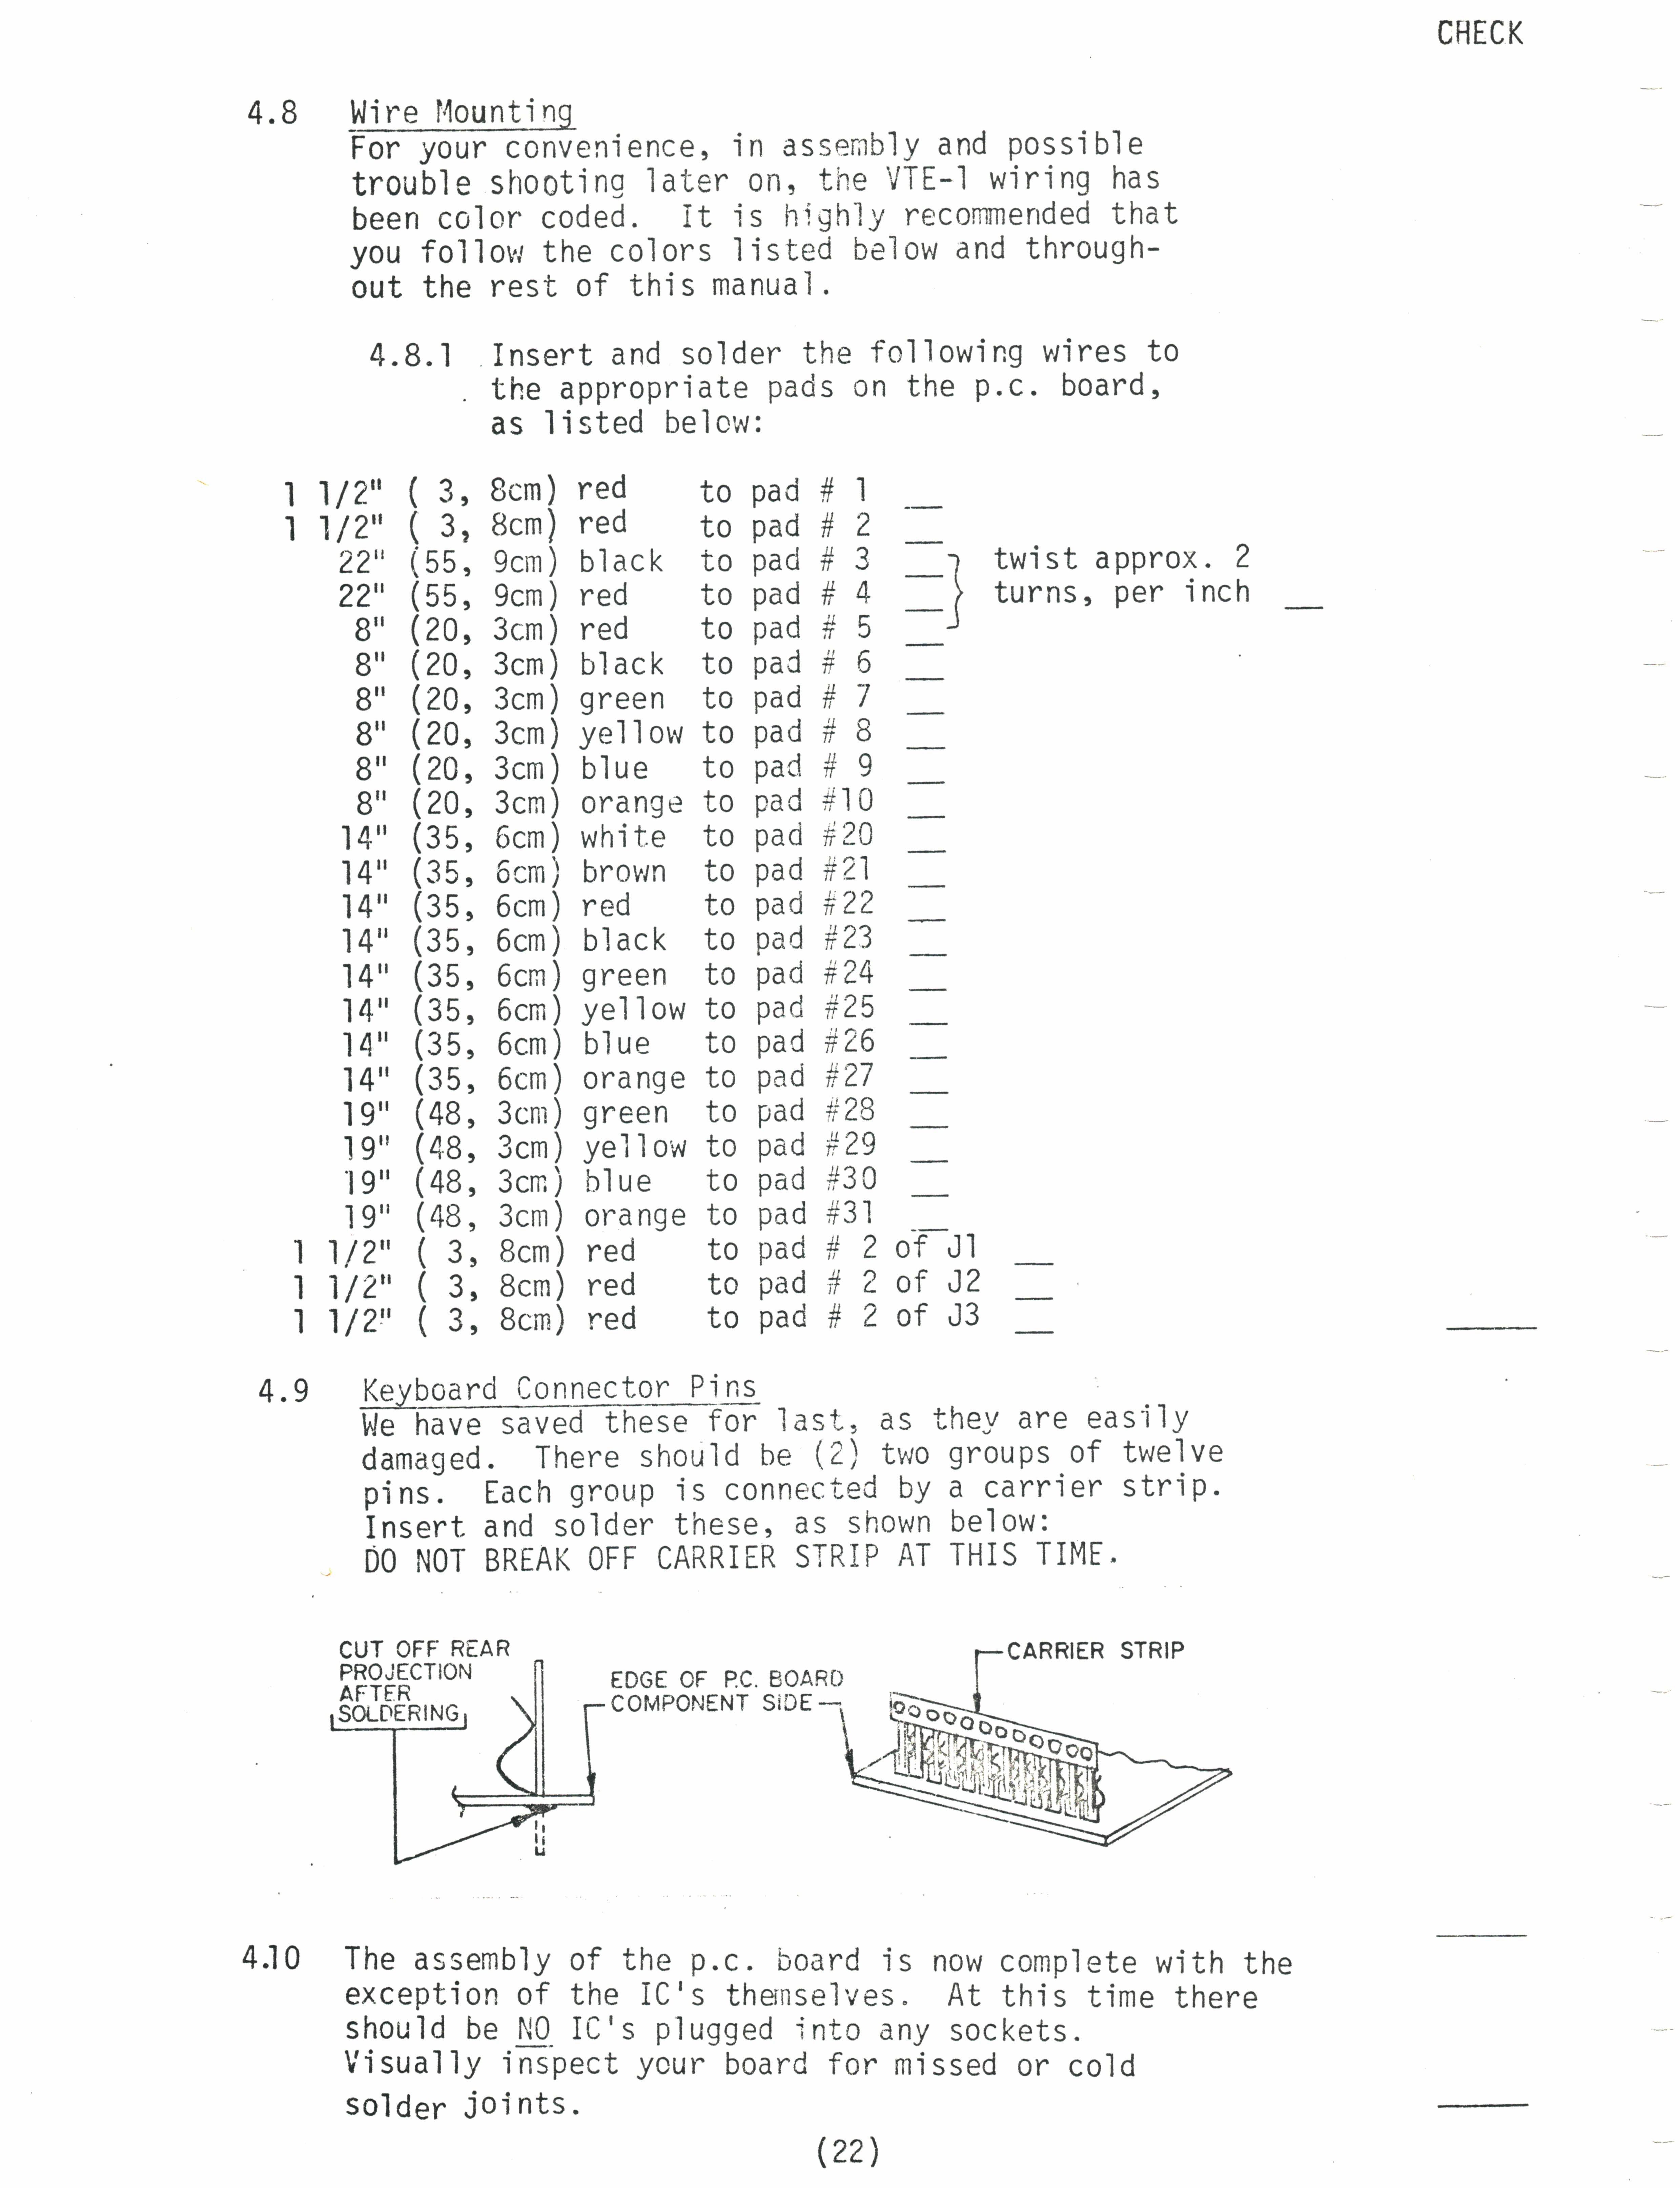 CHECK
4.8 Wire Mounting
For your convenience, in assembly and possible
trouble shooting later on, the VTE-1 wiring has
been color coded. It is highly recommended that
you follow the colors listed below and through-
out the rest of this manual.
4.8.1 Insert and solder the following wires to
the appropriate pads on the p.c. board,
as listed below:
1 1/2" ( 3, 8cm) red to pad # 1 __
1 1/2" ( 3, 8cm) red to pad # 2 __
22" (55, 9cm) black to pad # 3 __ twist approx. 2
22" (55, 9cm) red to pad # 4 __ turns, per inch __
8" (20, 3cm) red to pad # 5 __
8" (20, 3cm) black to pad # 6 __
8" (20, 3cm) green to pad # 7 __
8" (20, 3cm) yellow to pad # 8 __
8" (20, 3cm) blue to pad # 9 __
8" (20, 3cm) orange to pad #10 __
14" (35, 6cm) white to pad #20 __
14" (35, 6cm) brown to pad #21 __
14" (35, 6cm) red to pad #22 __
14" (35, 6cm) black to pad #23 __
14" (35, 6cm) green to pad #24 __
14" (35, 6cm) yellow to pad #25 __
14" (35, 6cm) blue to pad #26 __
14" (35, 6cm) orange to pad #27 __
19" (48, 3cm) green to pad #28 __
19" (48, 3cm) yellow to pad #29 __
19" (48, 3cm) blue to pad #30 __
19" (48, 3cm) orange to pad #31 __
1 1/2" ( 3, 8cm) red to pad # 2 of J1 __
1 1/2" ( 3, 8cm) red to pad # 2 of J2 __
1 1/2" ( 3, 8cm) red to pad # 2 of J3 __
4.9 Keyboard Connector Pins
We have saved these for last, as they are easily
damaged. There should be (2) two groups of twelve
pins. Each group is connected by a carrier strip.
Insert and solder these, as shown below:
DO NOT BREAK OFF CARRIER STRIP AT THIS TIME.
CUT OFF REAR
PROJECTION
AFTER
SOLDERING
EDGE OF P.C. BOARD
COMPONENT SIDE
CARRIER STRIP
4.10 The assembly of the p.c. board is now complete with the
exception of the IC's themselves. At this time there
should be NO IC's plugged into any sockets.
Visually inspect your board for missed or cold
solder joints.
(22)